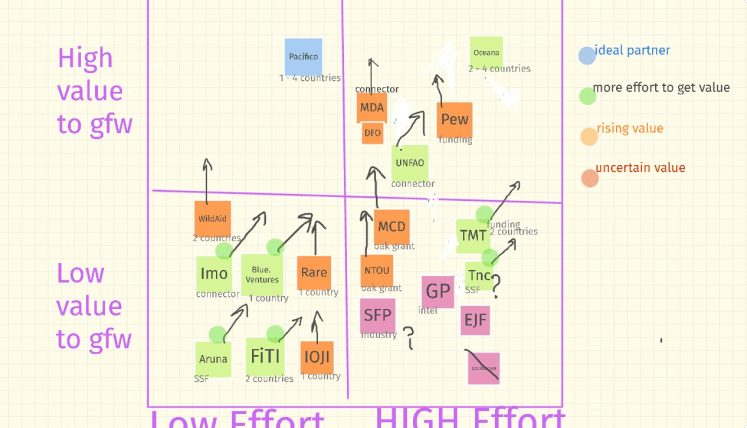 High
value
to gfw
Pacifico
1 - 4 countries
connector
MDA
DFO
Pew
funding
Oceana
2 - 4 countries
UNFAO
connector
ideal partner
more effort to get value
rising value
uncertain value
Low
value
to gfw
WildAid
2 countries
Imo
connector
Blue.
Ventures
1 country
Rare
1 country
Aruna
SSF
FiTI
2 countries
IOJI
1 country
MCD
oak grant
NTOU
oak grant
SFP
industry
?
GP
intel
TMT
funding
2 countries
Tnc
SSF
?
EJF
Low Effort
HIGH Effort